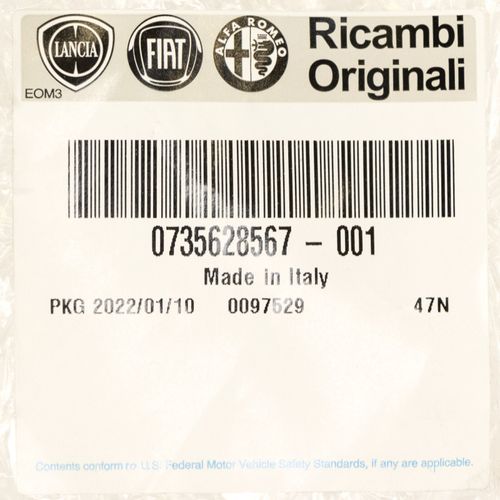 LANCIA FIAT ALFA ROMEO Ricambi
Originali
EOM3
0735628567 - 001
Made in Italy
PKG 2022/01/10 0097529 47N
Contents conform to U.S. Federal Motor Vehicle Safety Standards, if any are applicable.